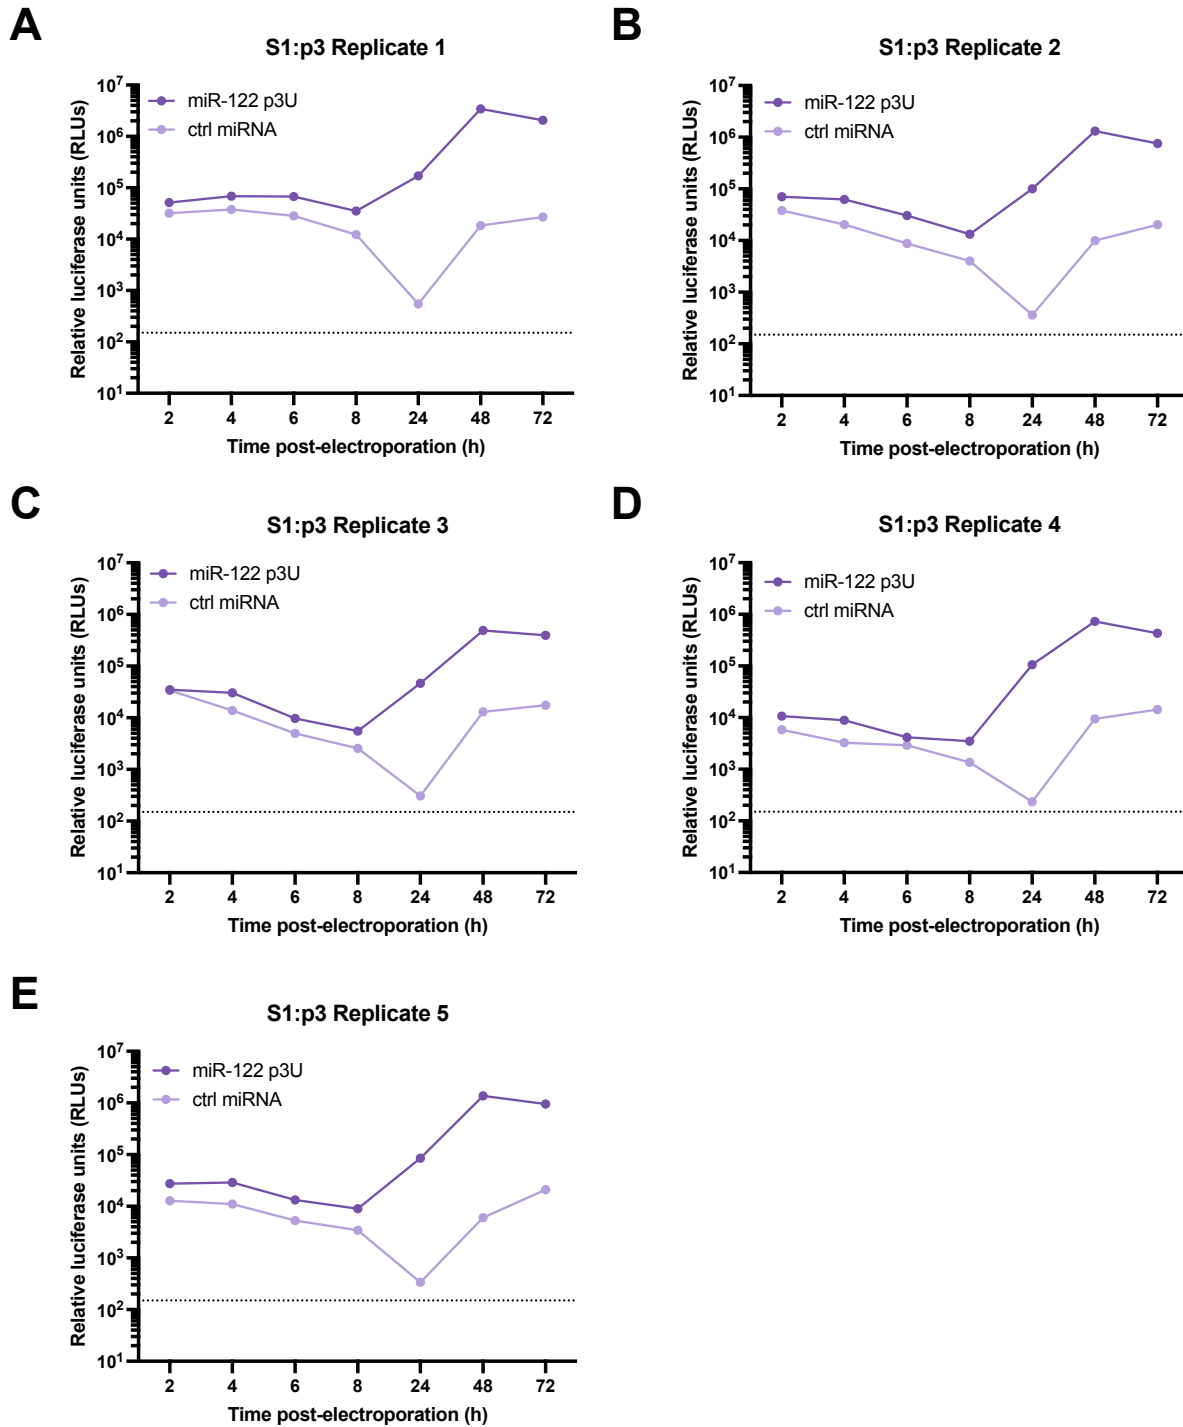 A
S1:p3 Replicate 1
Relative luciferase units (RLUs)
10⁷
10⁶
10⁵
10⁴
10³
10²
10¹
miR-122 p3U
ctrl miRNA
2 4 6 8 24 48 72
Time post-electroporation (h)
B
S1:p3 Replicate 2
Relative luciferase units (RLUs)
10⁷
10⁶
10⁵
10⁴
10³
10²
10¹
miR-122 p3U
ctrl miRNA
2 4 6 8 24 48 72
Time post-electroporation (h)
C
S1:p3 Replicate 3
Relative luciferase units (RLUs)
10⁷
10⁶
10⁵
10⁴
10³
10²
10¹
miR-122 p3U
ctrl miRNA
2 4 6 8 24 48 72
Time post-electroporation (h)
D
S1:p3 Replicate 4
Relative luciferase units (RLUs)
10⁷
10⁶
10⁵
10⁴
10³
10²
10¹
miR-122 p3U
ctrl miRNA
2 4 6 8 24 48 72
Time post-electroporation (h)
E
S1:p3 Replicate 5
Relative luciferase units (RLUs)
10⁷
10⁶
10⁵
10⁴
10³
10²
10¹
miR-122 p3U
ctrl miRNA
2 4 6 8 24 48 72
Time post-electroporation (h)